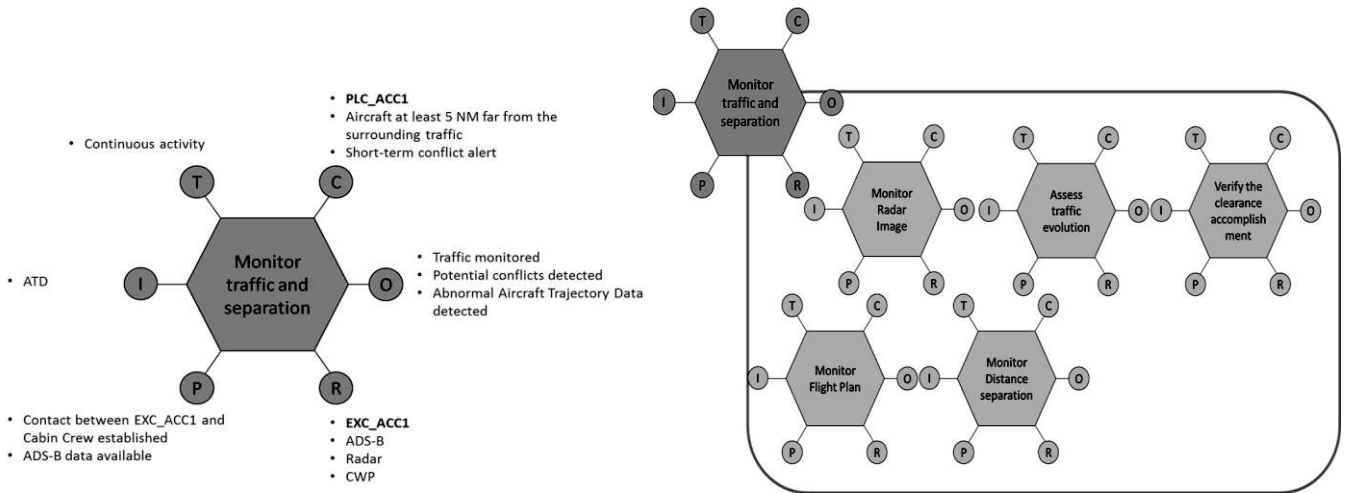 • Continuous activity
• PLC_ACC1
• Aircraft at least 5 NM far from the
surrounding traffic
• Short-term conflict alert
T
C
• ATD
I
Monitor
traffic and
separation
O
• Traffic monitored
• Potential conflicts detected
• Abnormal Aircraft Trajectory Data
detected
P
R
• Contact between EXC_ACC1 and
Cabin Crew established
• ADS-B data available
• EXC_ACC1
• ADS-B
• Radar
• CWP
T
C
I
Monitor
traffic and
separation
O
P
R
T
C
I
Monitor
Radar
Image
O
P
R
T
C
I
Assess
traffic
evolution
O
P
R
T
C
I
Verify the
clearance
accomplish
ment
O
P
R
T
C
I
Monitor
Flight Plan
O
P
R
T
C
I
Monitor
Distance
separation
O
P
R